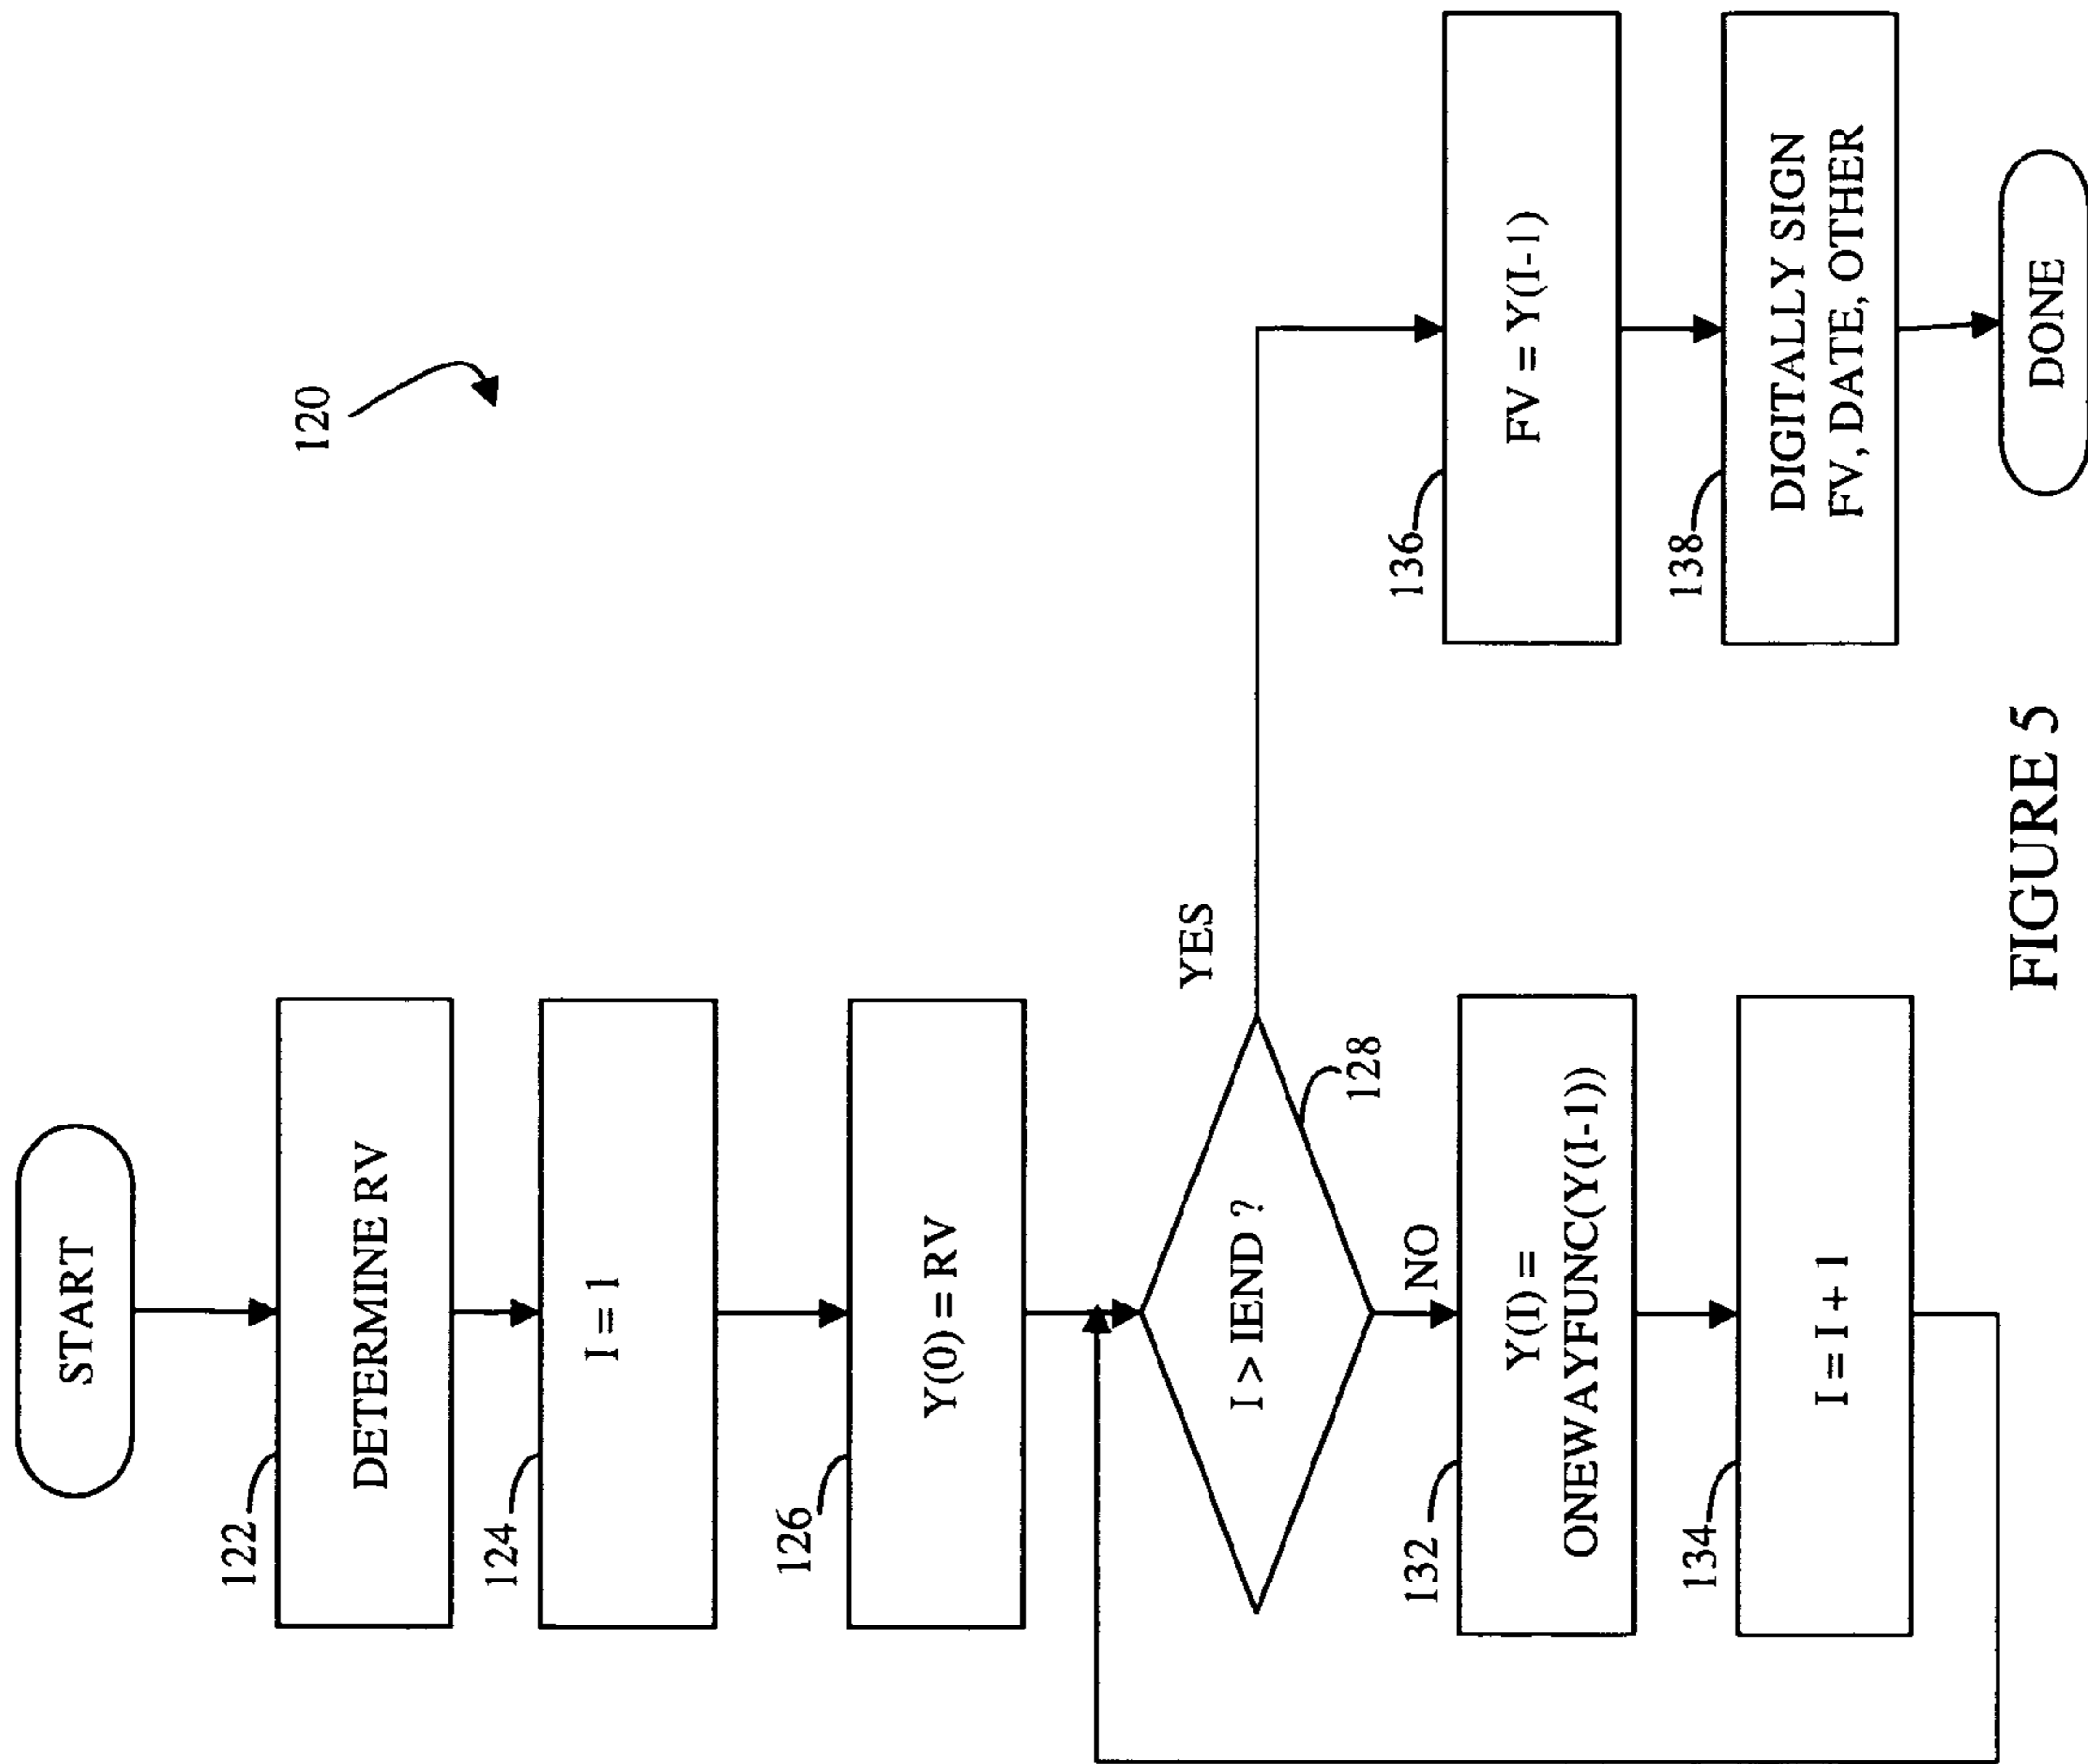 120
START
122
DETERMINE RV
124
I = 1
126
Y(0) = RV
I > IEND ?
YES
128
NO
132
Y(I) =
ONEWAYFUNC(Y(I-1))
134
I = I + 1
136
FV = Y(I-1)
138
DIGITALLY SIGN
FV, DATE, OTHER
DONE
FIGURE 5